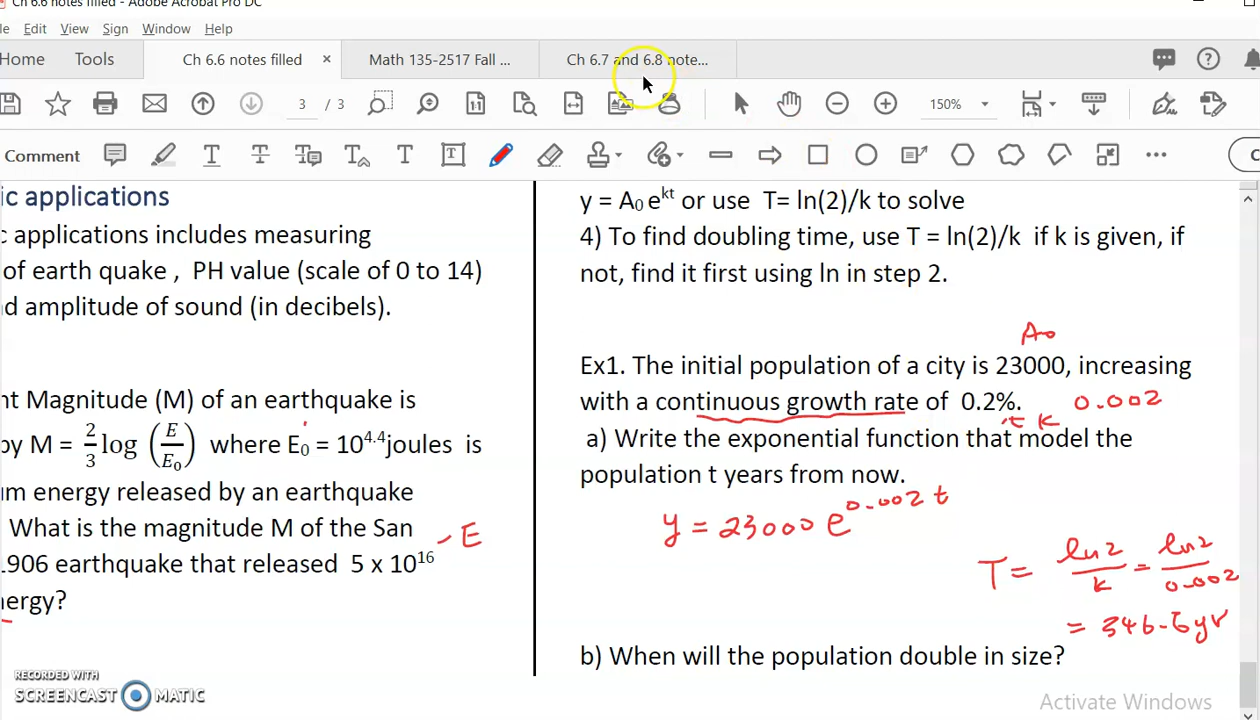 Ch 6.6 notes filled - Adobe Acrobat Pro DC
le Edit View Sign Window Help
Home Tools Ch 6.6 notes filled × Math 135-2517 Fall ... Ch 6.7 and 6.8 note...
3 / 3 150%
Comment
ic applications
c applications includes measuring
of earth quake , PH value (scale of 0 to 14)
nd amplitude of sound (in decibels).
nt Magnitude (M) of an earthquake is
by M = 2/3 log (E/E₀) where E₀ = 10^4.4 joules is
um energy released by an earthquake
. What is the magnitude M of the San
1906 earthquake that released 5 x 10^16
- E
nergy?
RECORDED WITH
SCREENCAST MATIC
y = A₀ e^kt or use T= ln(2)/k to solve
4) To find doubling time, use T = ln(2)/k if k is given, if
not, find it first using ln in step 2.
A₀
Ex1. The initial population of a city is 23000, increasing
with a continuous growth rate of 0.2%. 0.002
k
a) Write the exponential function that model the
population t years from now.
y = 23000 e^0.002 t
T = ln 2/k = ln 2/0.002
= 346.6 yr
b) When will the population double in size?
Activate Windows